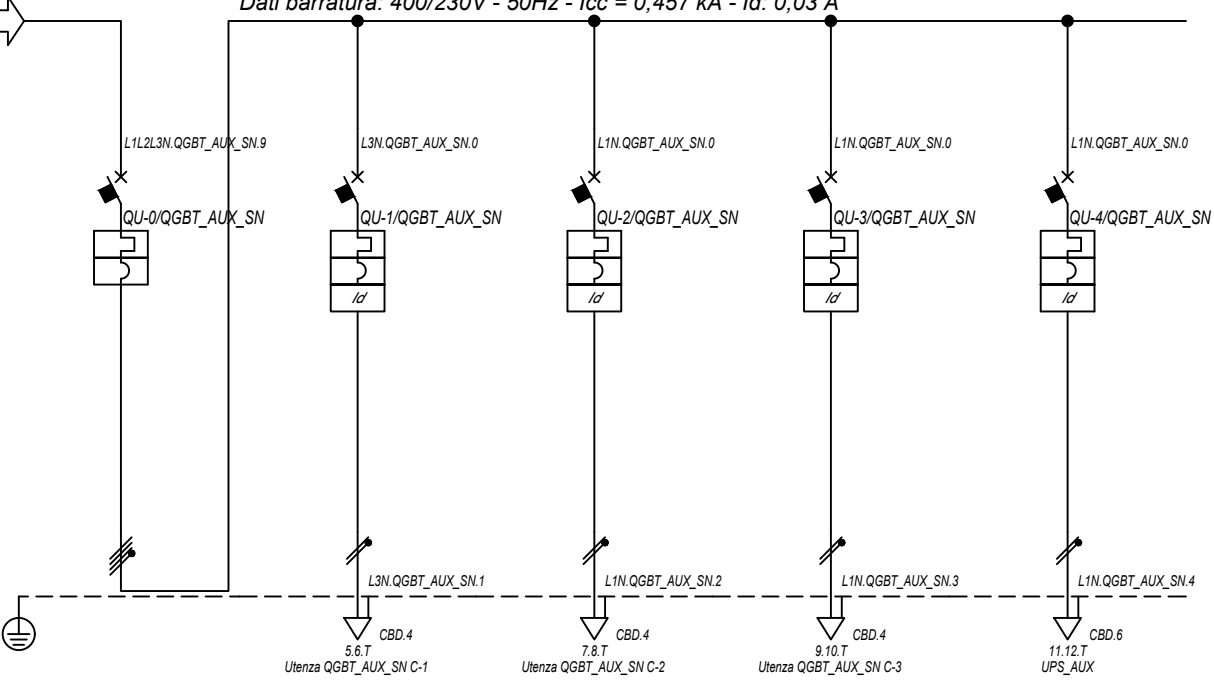 Dati barratura: 400/230V - 50Hz - Icc = 0,457 kA - Id: 0,03 A
L1L2L3N.QGBT_AUX_SN.9
L3N.QGBT_AUX_SN.0
L1N.QGBT_AUX_SN.0
L1N.QGBT_AUX_SN.0
L1N.QGBT_AUX_SN.0
QU-0/QGBT_AUX_SN
QU-1/QGBT_AUX_SN
QU-2/QGBT_AUX_SN
QU-3/QGBT_AUX_SN
QU-4/QGBT_AUX_SN
Id
Id
Id
Id
L3N.QGBT_AUX_SN.1
L1N.QGBT_AUX_SN.2
L1N.QGBT_AUX_SN.3
L1N.QGBT_AUX_SN.4
CBD.4
CBD.4
CBD.4
CBD.6
5.6.T
7.8.T
9.10.T
11.12.T
Utenza QGBT_AUX_SN C-1
Utenza QGBT_AUX_SN C-2
Utenza QGBT_AUX_SN C-3
UPS_AUX